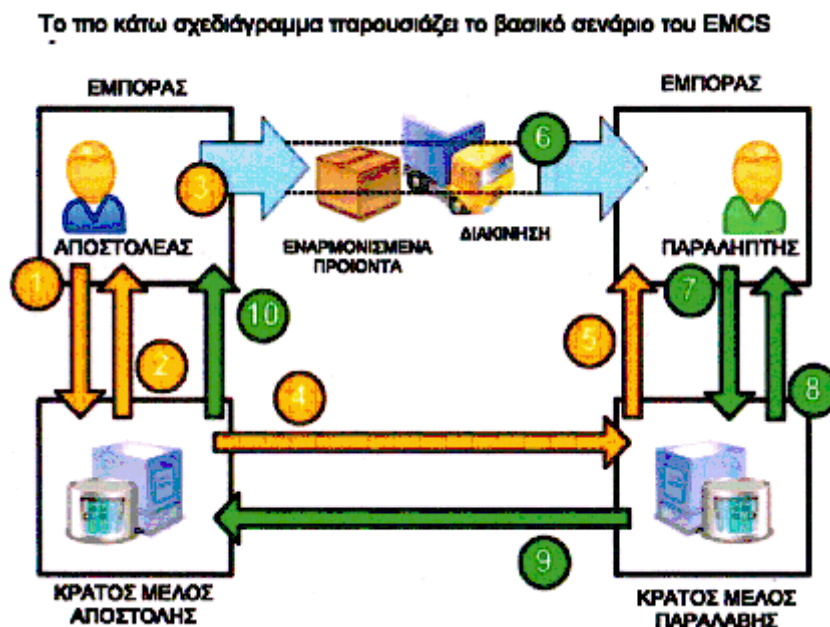 Το πιο κάτω σχεδιάγραμμα παρουσιάζει το βασικό σενάριο του EMCS
ΕΜΠΟΡΑΣ
ΕΜΠΟΡΑΣ
6
3
ΑΠΟΣΤΟΛΕΑΣ
ΕΝΑΡΜΟΝΙΣΜΕΝΑ
ΠΡΟΙΟΝΤΑ
ΔΙΑΚΙΝΗΣΗ
ΠΑΡΑΛΗΠΤΗΣ
1
2
10
4
5
7
8
9
ΚΡΑΤΟΣ ΜΕΛΟΣ
ΑΠΟΣΤΟΛΗΣ
ΚΡΑΤΟΣ ΜΕΛΟΣ
ΠΑΡΑΛΑΒΗΣ